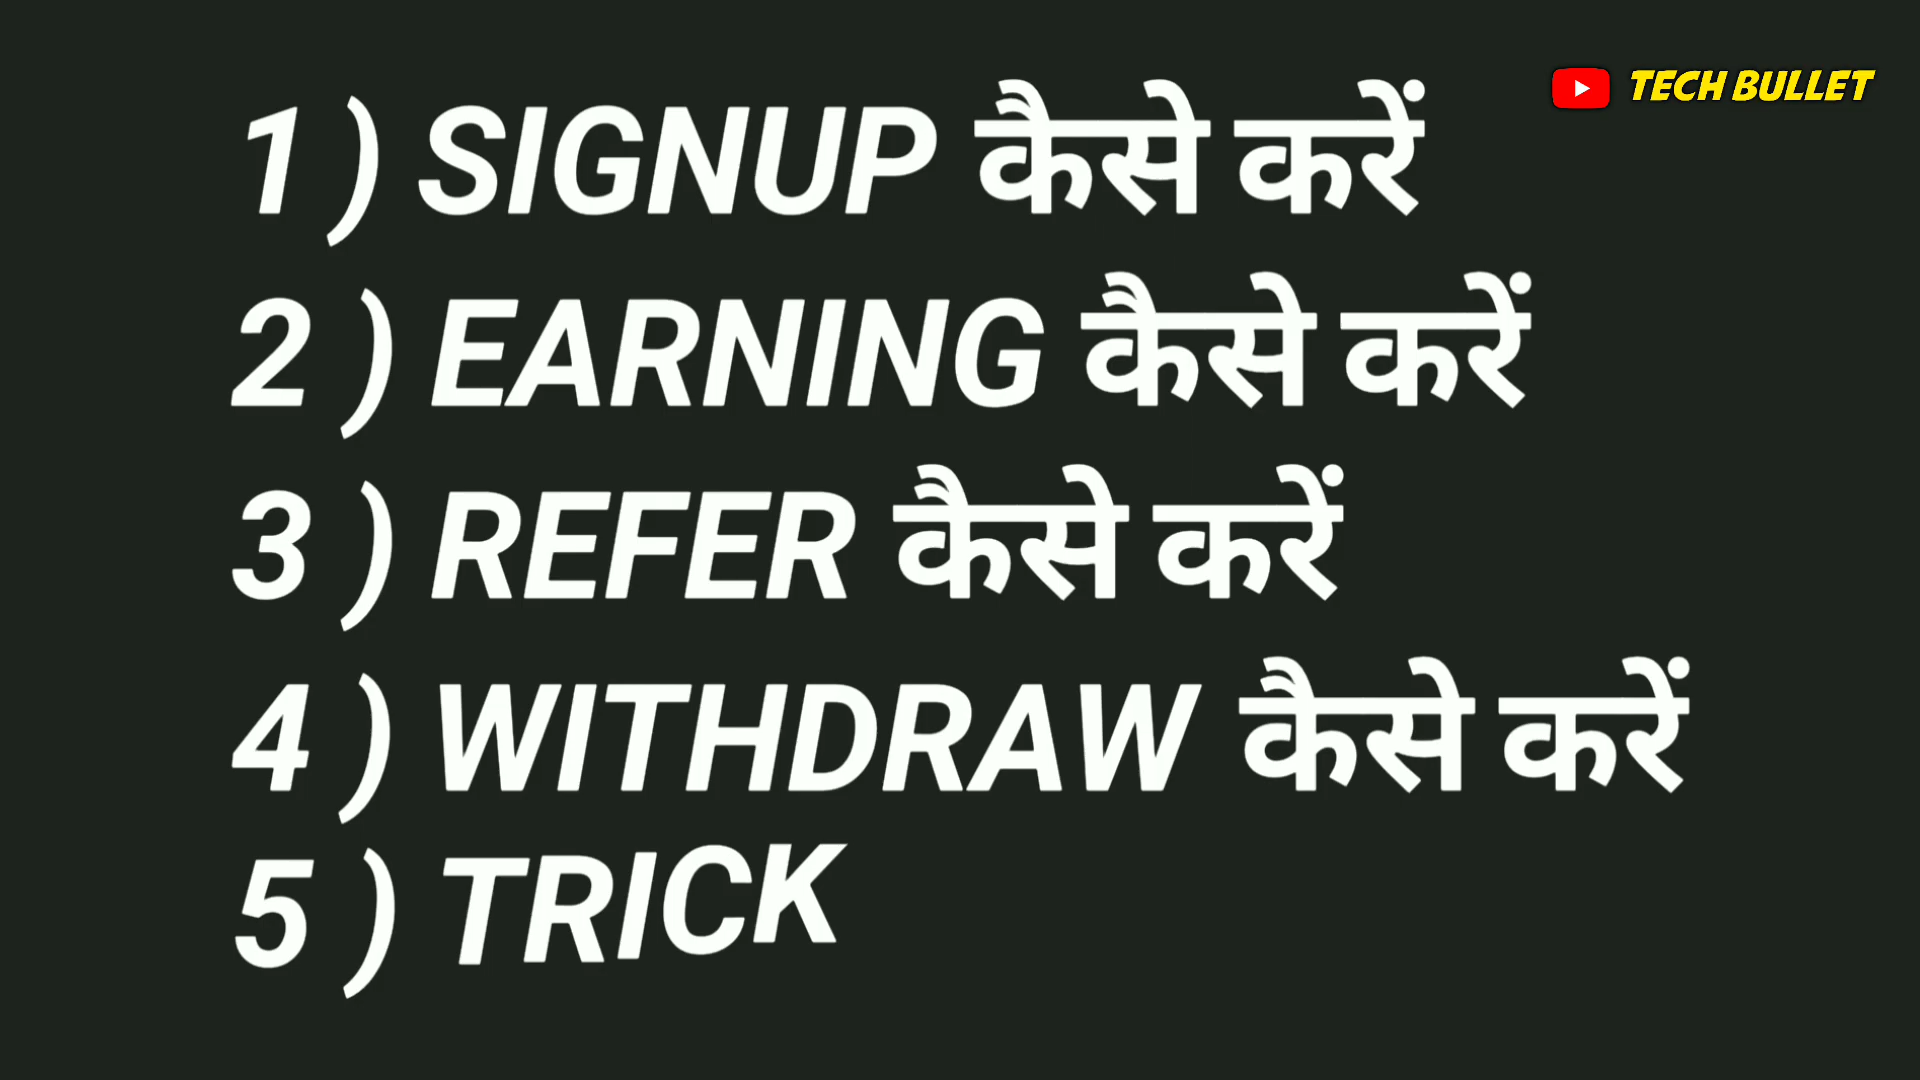 TECH BULLET
1 ) SIGNUP कैसे करें
2 ) EARNING कैसे करें
3 ) REFER कैसे करें
4 ) WITHDRAW कैसे करें
5 ) TRICK